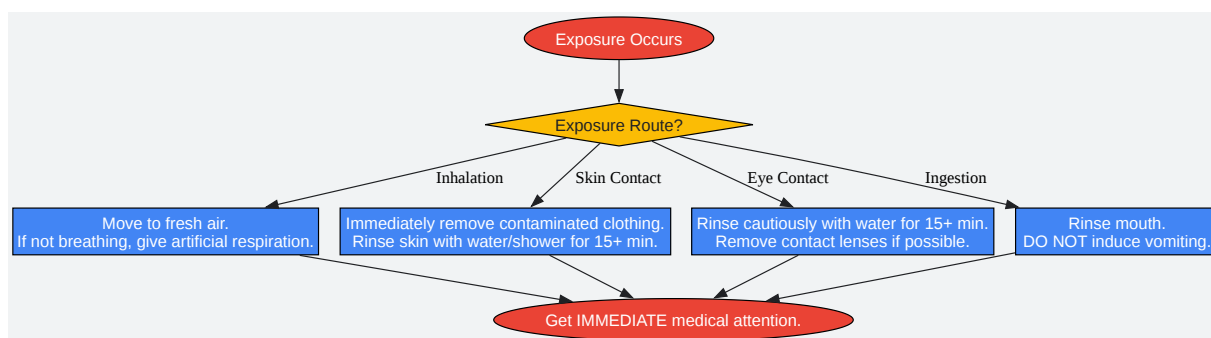 Exposure Occurs
Exposure Route?
Inhalation
Skin Contact
Eye Contact
Ingestion
Move to fresh air.
If not breathing, give artificial respiration.
Immediately remove contaminated clothing.
Rinse skin with water/shower for 15+ min.
Rinse cautiously with water for 15+ min.
Remove contact lenses if possible.
Rinse mouth.
DO NOT induce vomiting.
Get IMMEDIATE medical attention.